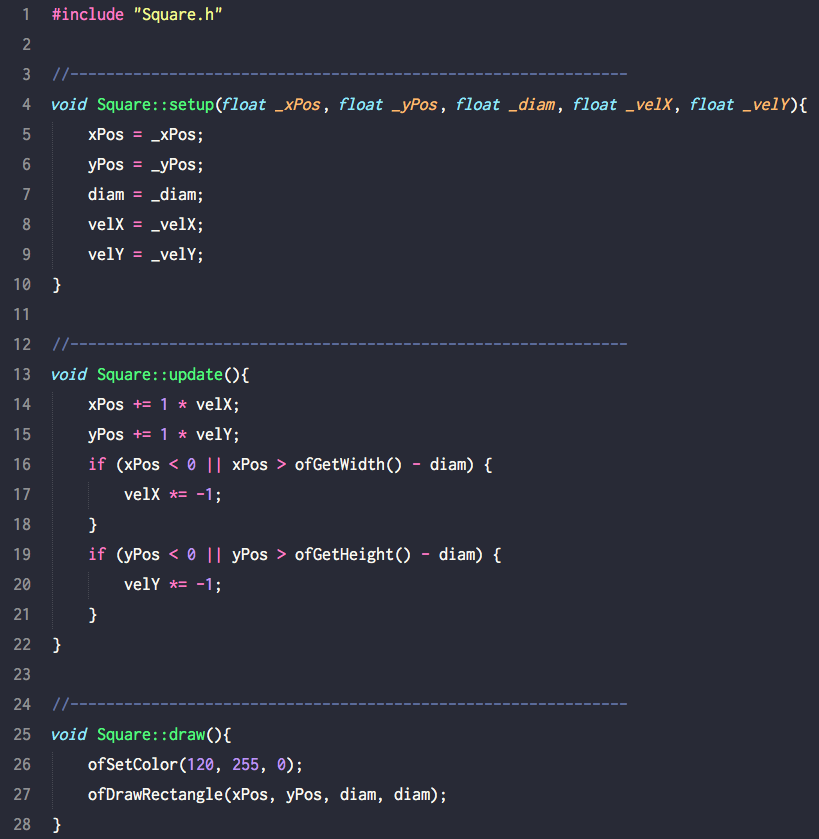 1 #include "Square.h"
2
3 //--------------------------------------------------------------
4 void Square::setup(float _xPos, float _yPos, float _diam, float _velX, float _velY){
5     xPos = _xPos;
6     yPos = _yPos;
7     diam = _diam;
8     velX = _velX;
9     velY = _velY;
10 }
11
12 //--------------------------------------------------------------
13 void Square::update(){
14     xPos += 1 * velX;
15     yPos += 1 * velY;
16     if (xPos < 0 || xPos > ofGetWidth() - diam) {
17         velX *= -1;
18     }
19     if (yPos < 0 || yPos > ofGetHeight() - diam) {
20         velY *= -1;
21     }
22 }
23
24 //--------------------------------------------------------------
25 void Square::draw(){
26     ofSetColor(120, 255, 0);
27     ofDrawRectangle(xPos, yPos, diam, diam);
28 }